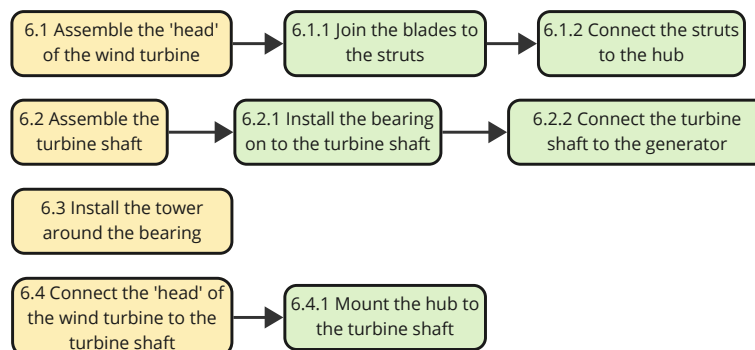 6.1 Assemble the 'head'
of the wind turbine
6.1.1 Join the blades to
the struts
6.1.2 Connect the struts
to the hub
6.2 Assemble the
turbine shaft
6.2.1 Install the bearing
on to the turbine shaft
6.2.2 Connect the turbine
shaft to the generator
6.3 Install the tower
around the bearing
6.4 Connect the 'head' of
the wind turbine to the
turbine shaft
6.4.1 Mount the hub to
the turbine shaft